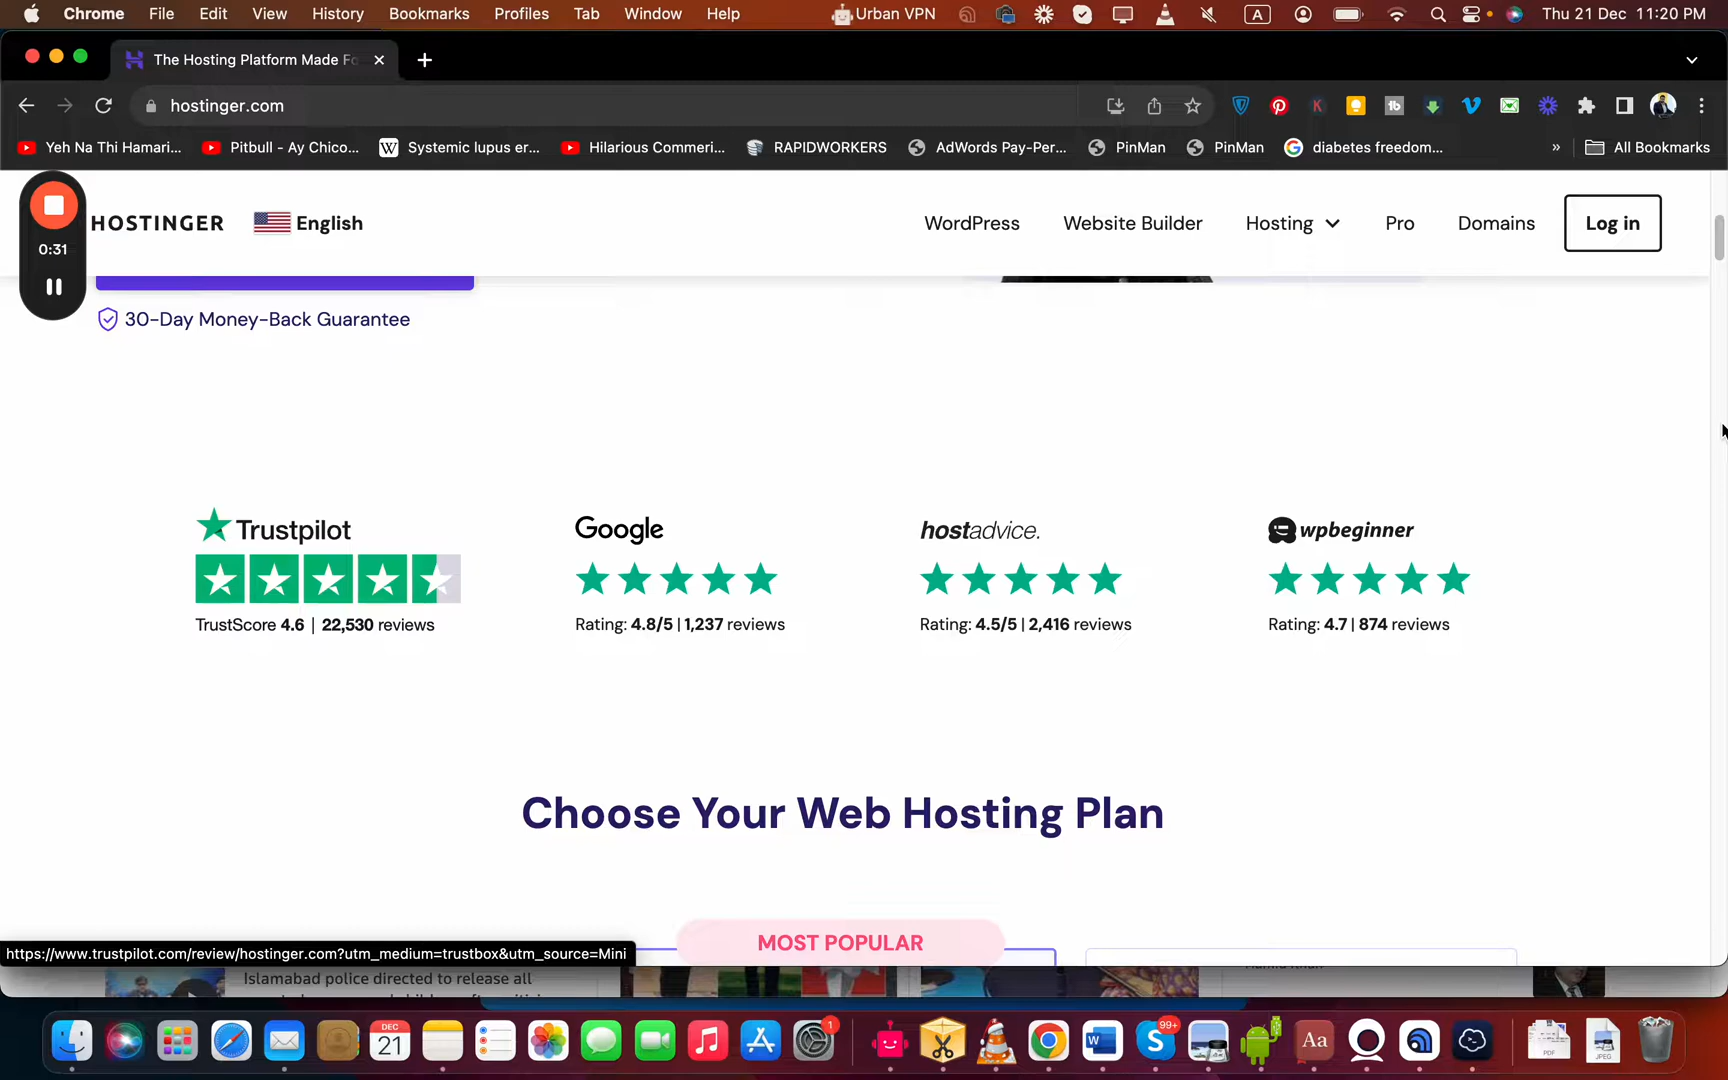 Chrome File Edit View History Bookmarks Profiles Tab Window Help Urban VPN A Thu 21 Dec 11:20 PM
The Hosting Platform Made Fo
hostinger.com
Yeh Na Thi Hamari... Pitbull - Ay Chico... W Systemic lupus er... Hilarious Commeri... RAPIDWORKERS AdWords Pay-Per... PinMan PinMan diabetes freedom... » All Bookmarks
HOSTINGER English WordPress Website Builder Hosting Pro Domains Log in
0:31
30-Day Money-Back Guarantee
Trustpilot Google hostadvice. wpbeginner
TrustScore 4.6 | 22,530 reviews Rating: 4.8/5 | 1,237 reviews Rating: 4.5/5 | 2,416 reviews Rating: 4.7 | 874 reviews
Choose Your Web Hosting Plan
MOST POPULAR
https://www.trustpilot.com/review/hostinger.com?utm_medium=trustbox&utm_source=Mini
Islamabad police directed to release all
DEC
21
1
99+
Aa
PDF
JPEG